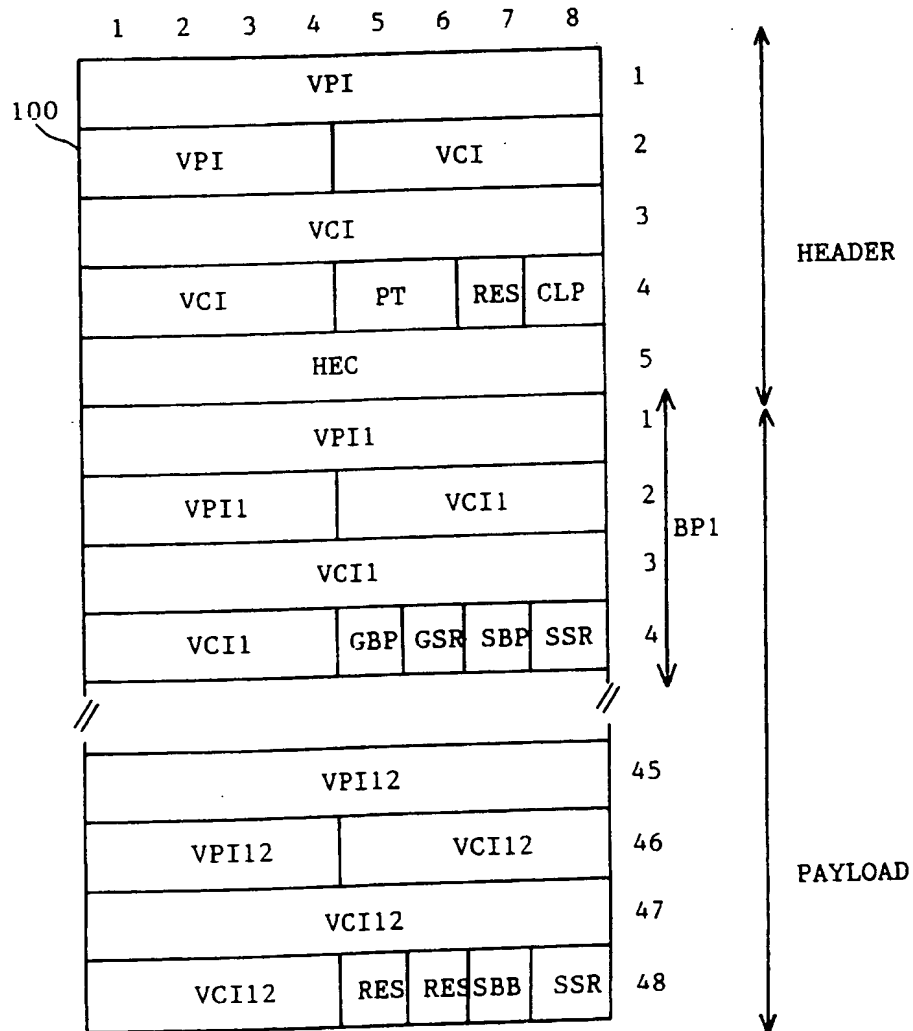 1 2 3 4 5 6 7 8
VPI 1
100
VPI VCI 2
VCI 3
HEADER
VCI PT RES CLP 4
HEC 5
VPI1 1
VPI1 VCI1 2
BP1
VCI1 3
VCI1 GBP GSR SBP SSR 4
VPI12 45
VPI12 VCI12 46
PAYLOAD
VCI12 47
VCI12 RES RES SBB SSR 48